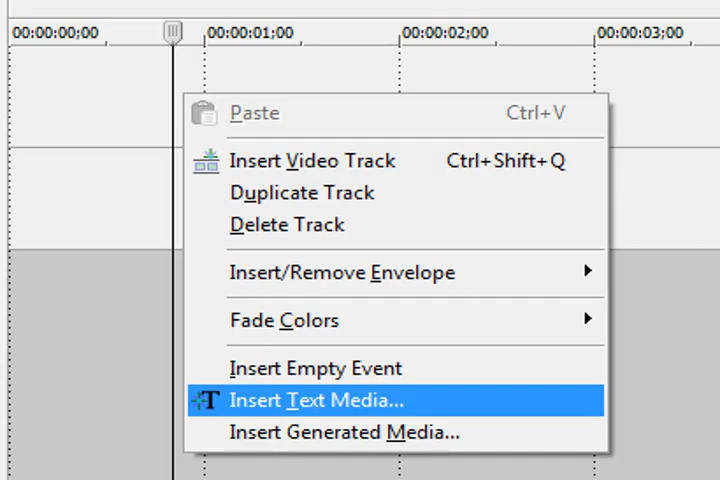 00:00:00;00 00:00:01;00 00:00:02;00 00:00:03;00
Paste Ctrl+V
Insert Video Track Ctrl+Shift+Q
Duplicate Track
Delete Track
Insert/Remove Envelope
Fade Colors
Insert Empty Event
T Insert Text Media...
Insert Generated Media...